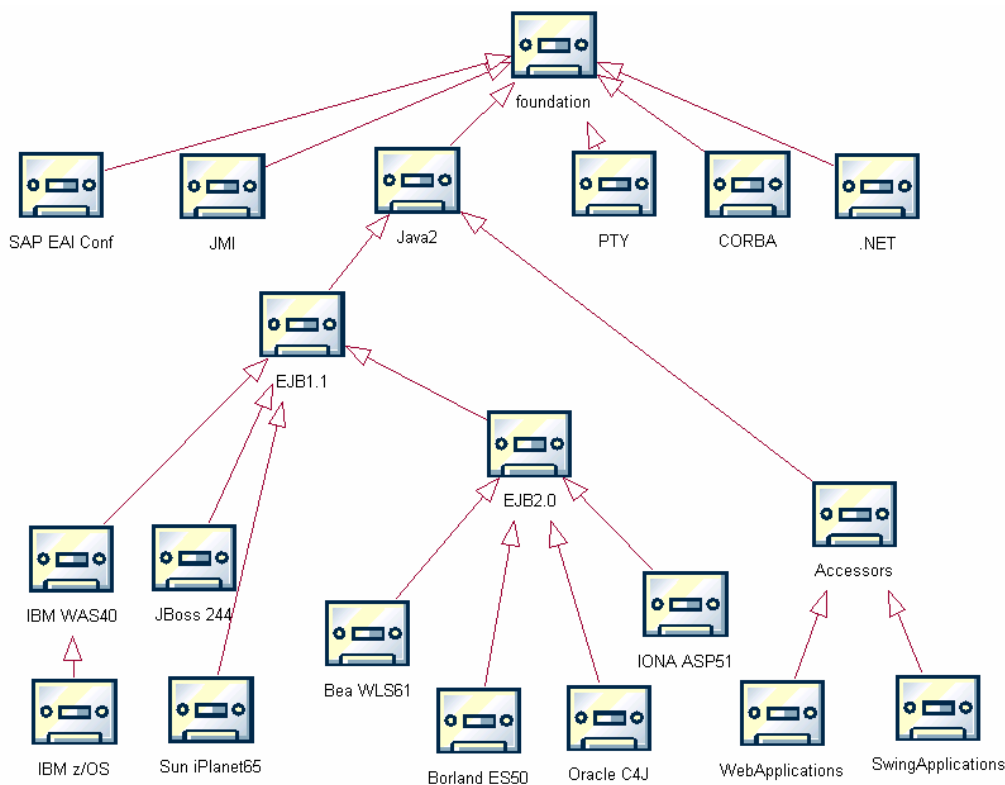 foundation
SAP EAI Conf
JMI
Java2
PTY
CORBA
.NET
EJB1.1
EJB2.0
Accessors
IBM WAS40
JBoss 244
Bea WLS61
IONA ASP51
IBM z/OS
Sun iPlanet65
Borland ES50
Oracle C4J
WebApplications
SwingApplications